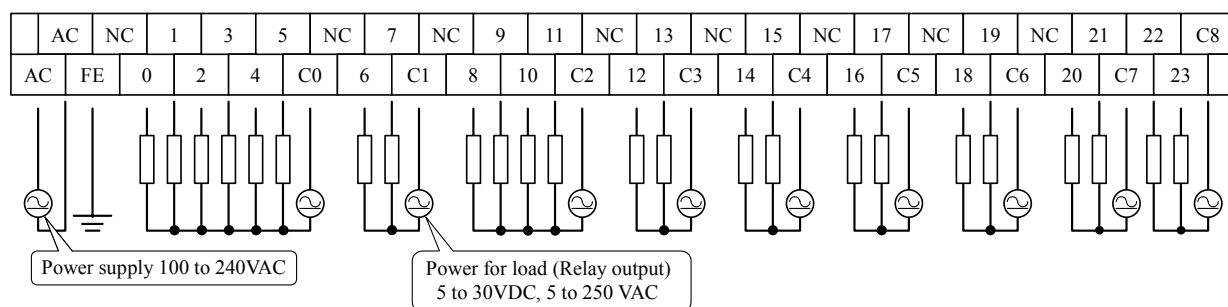 AC NC 1 3 5 NC 7 NC 9 11 NC 13 NC 15 NC 17 NC 19 NC 21 22 C8
AC FE 0 2 4 C0 6 C1 8 10 C2 12 C3 14 C4 16 C5 18 C6 20 C7 23
Power supply 100 to 240VAC
Power for load (Relay output)
5 to 30VDC, 5 to 250 VAC